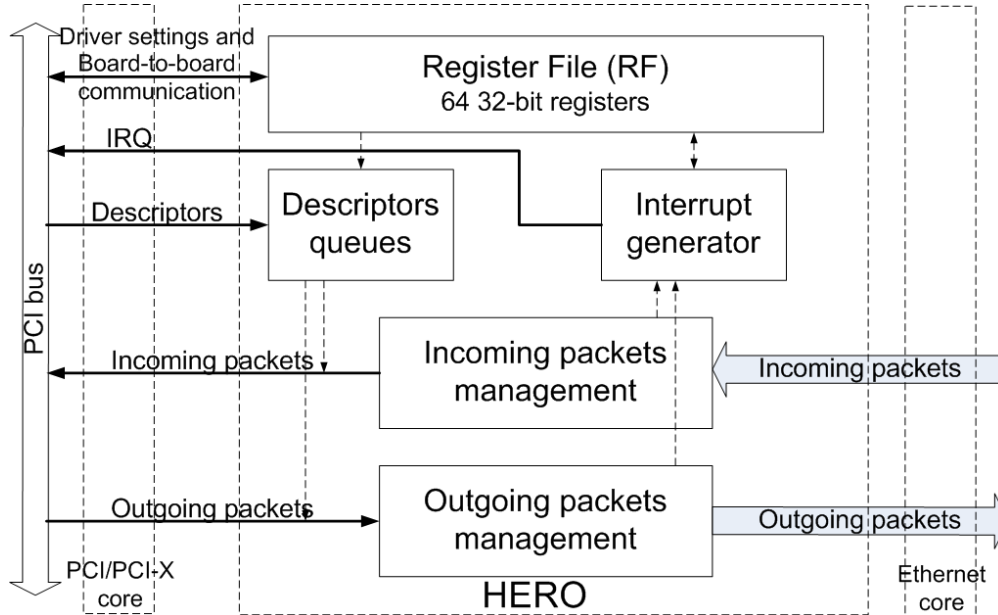 Driver settings and
Board-to-board
communication
Register File (RF)
64 32-bit registers
IRQ
Descriptors
Descriptors
queues
Interrupt
generator
PCI bus
Incoming packets
Incoming packets
management
Incoming packets
Outgoing packets
Outgoing packets
management
Outgoing packets
PCI/PCI-X
core
HERO
Ethernet
core